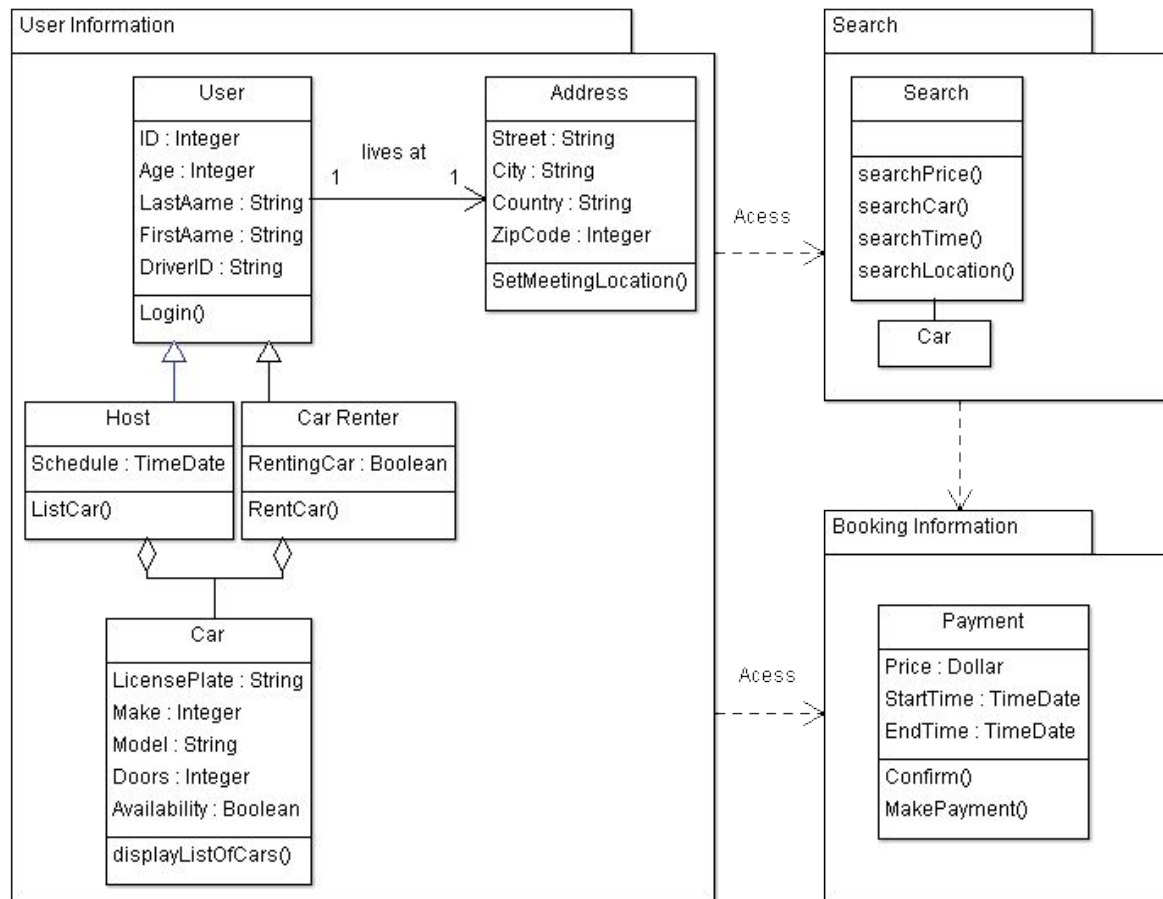 User Information
User
ID : Integer
Age : Integer
LastAame : String
FirstAame : String
DriverID : String
Login()
lives at
1
1
Address
Street : String
City : String
Country : String
ZipCode : Integer
SetMeetingLocation()
Host
Schedule : TimeDate
ListCar()
Car Renter
RentingCar : Boolean
RentCar()
Car
LicensePlate : String
Make : Integer
Model : String
Doors : Integer
Availability : Boolean
displayListOfCars()
Acess
Search
Search
searchPrice()
searchCar()
searchTime()
searchLocation()
Car
Acess
Booking Information
Payment
Price : Dollar
StartTime : TimeDate
EndTime : TimeDate
Confirm()
MakePayment()